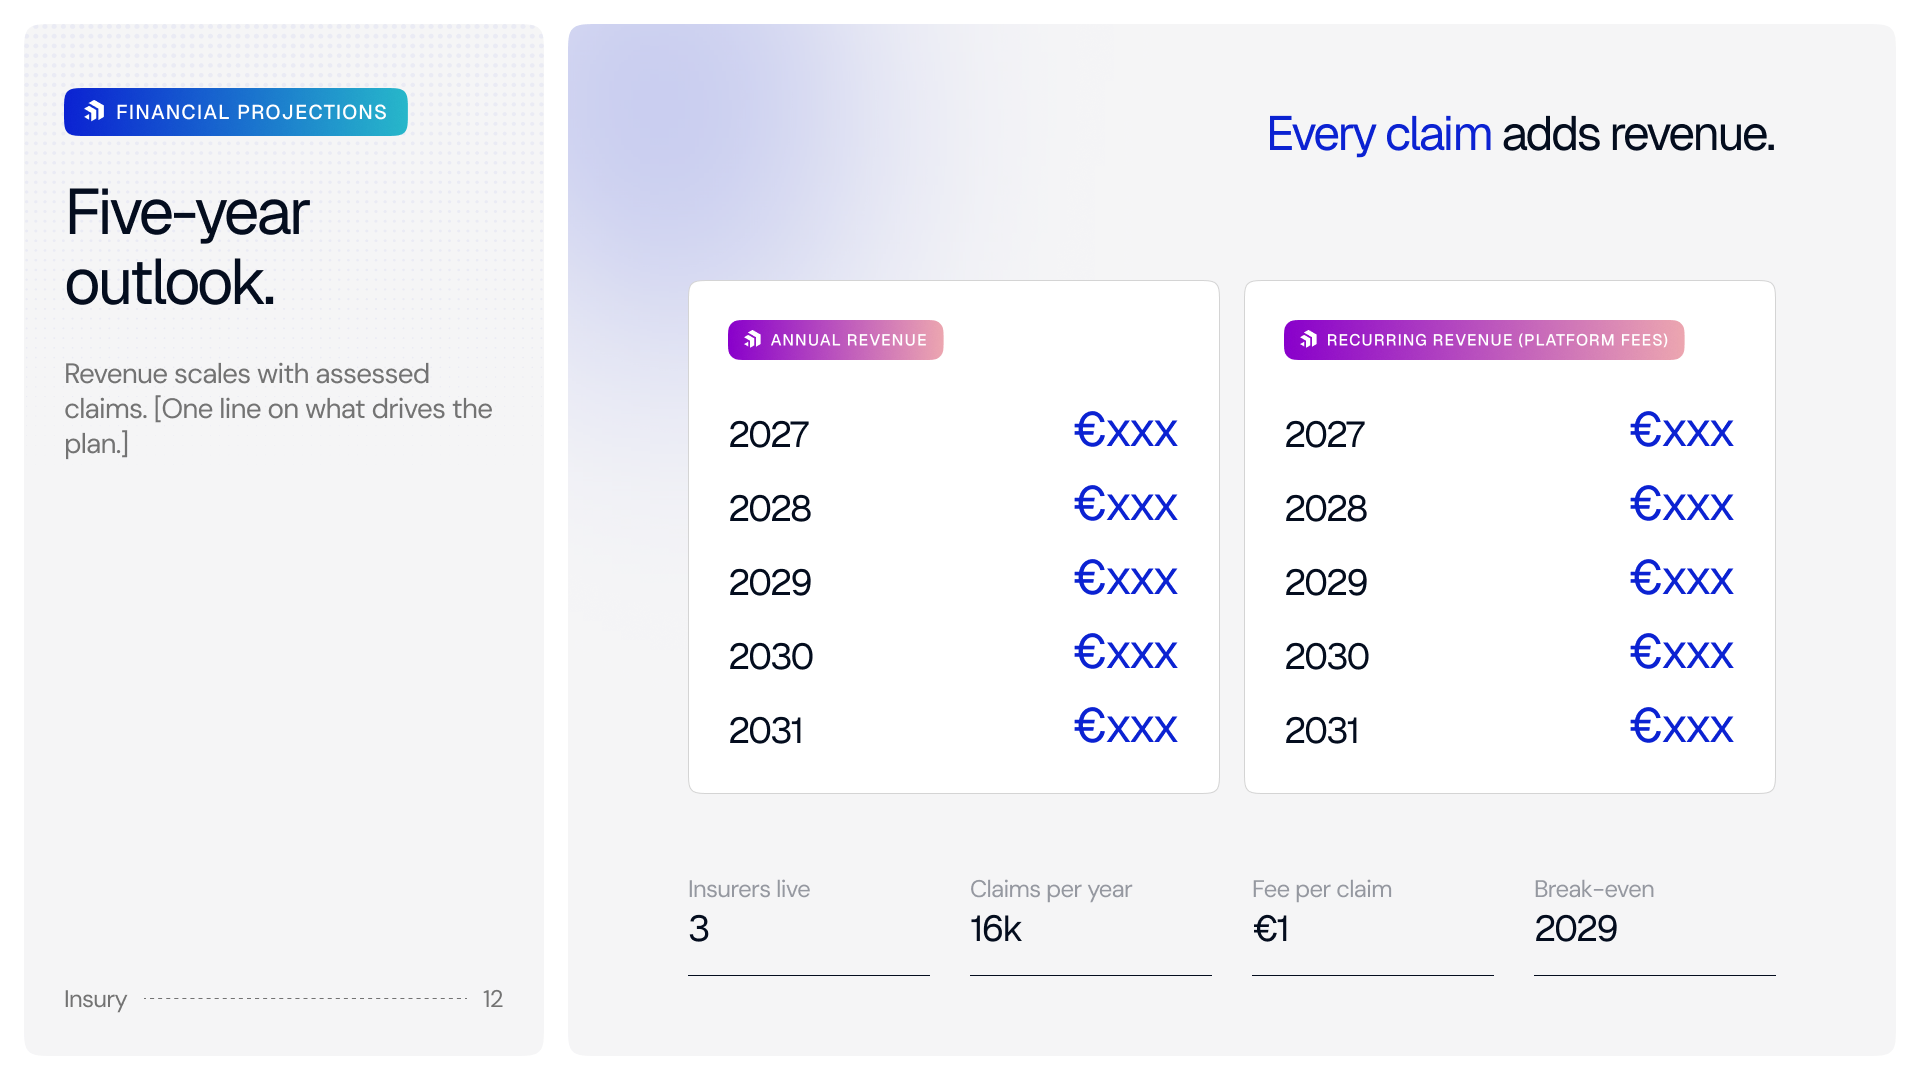 FINANCIAL PROJECTIONS
Five-year
outlook.
Revenue scales with assessed
claims. [One line on what drives the
plan.]
Insury
12
Every claim adds revenue.
ANNUAL REVENUE
2027 €xxx
2028 €xxx
2029 €xxx
2030 €xxx
2031 €xxx
RECURRING REVENUE (PLATFORM FEES)
2027 €xxx
2028 €xxx
2029 €xxx
2030 €xxx
2031 €xxx
Insurers live
3
Claims per year
16k
Fee per claim
€1
Break-even
2029